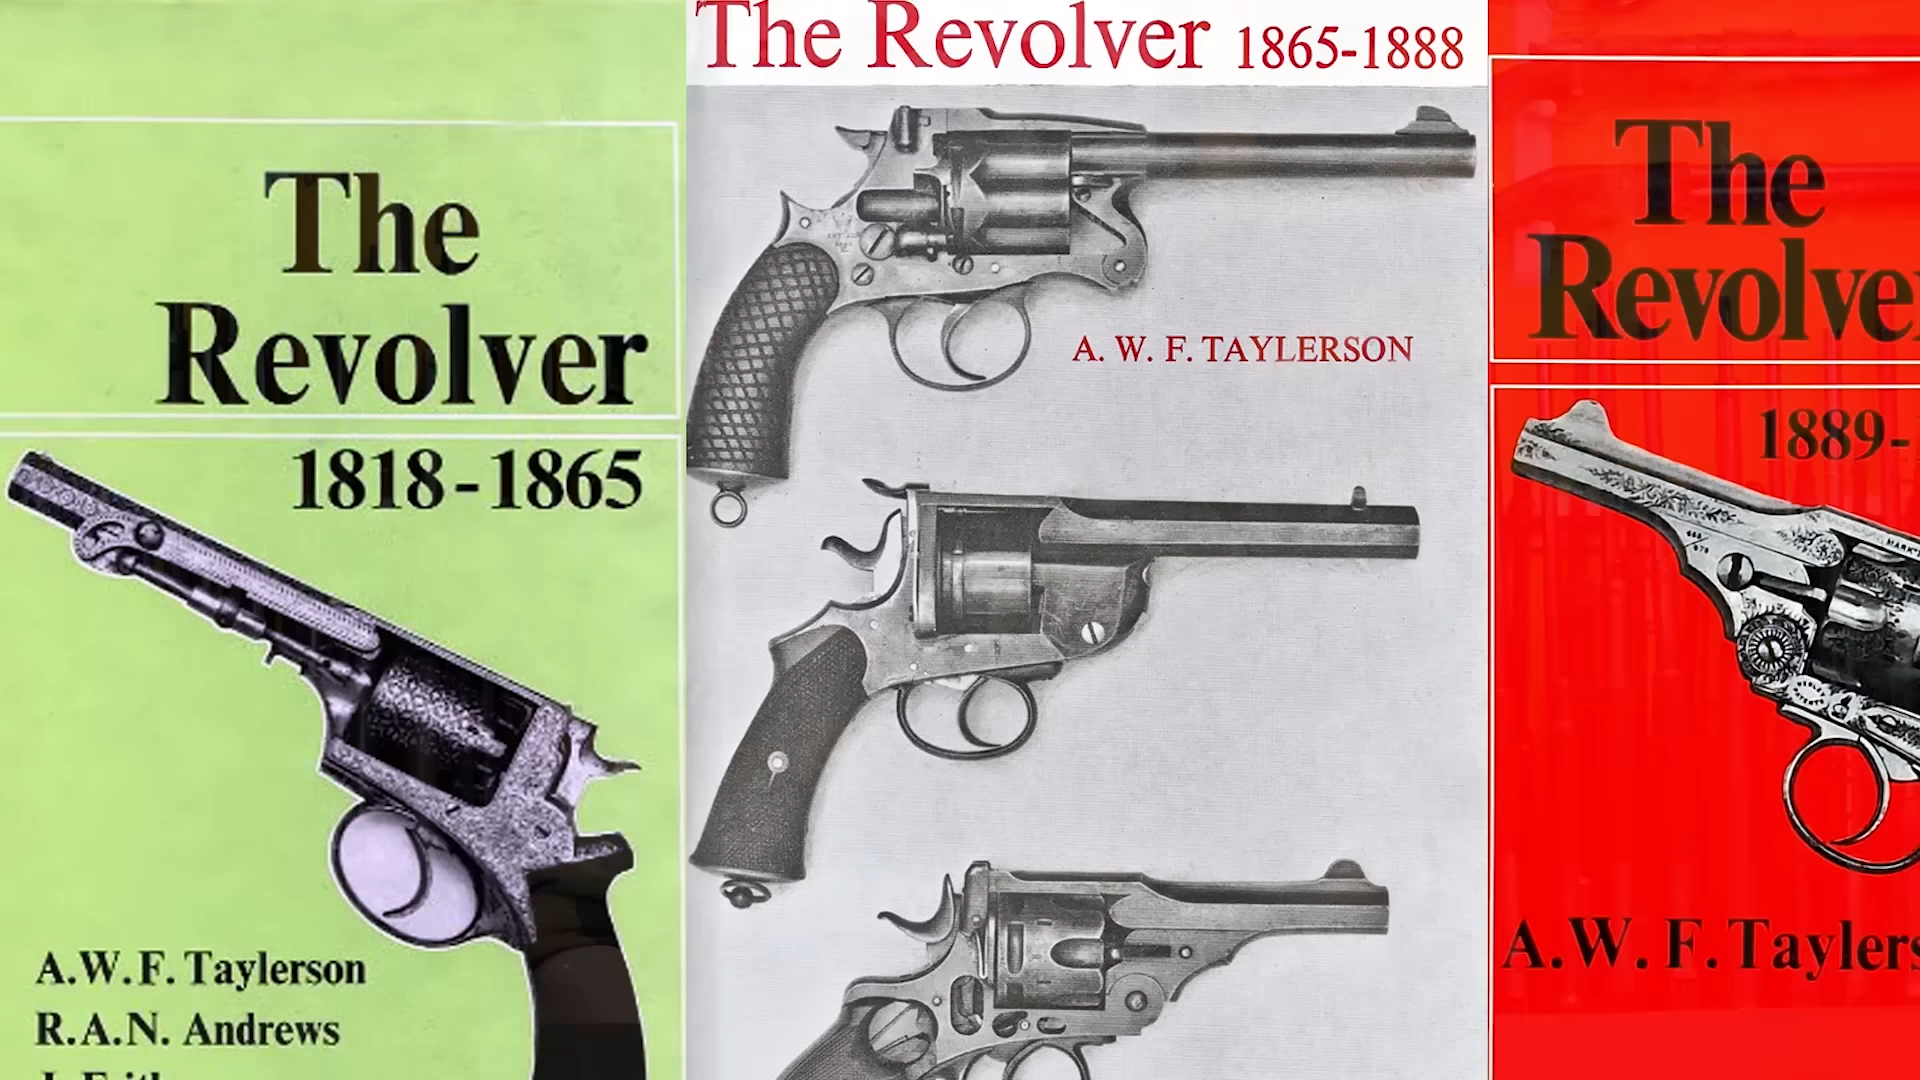 The
Revolver
1818-1865
A.W.F. Taylerson
R.A.N. Andrews
The Revolver 1865-1888
A. W. F. TAYLERSON
The
Revolve
1889-
A.W. F. Taylers